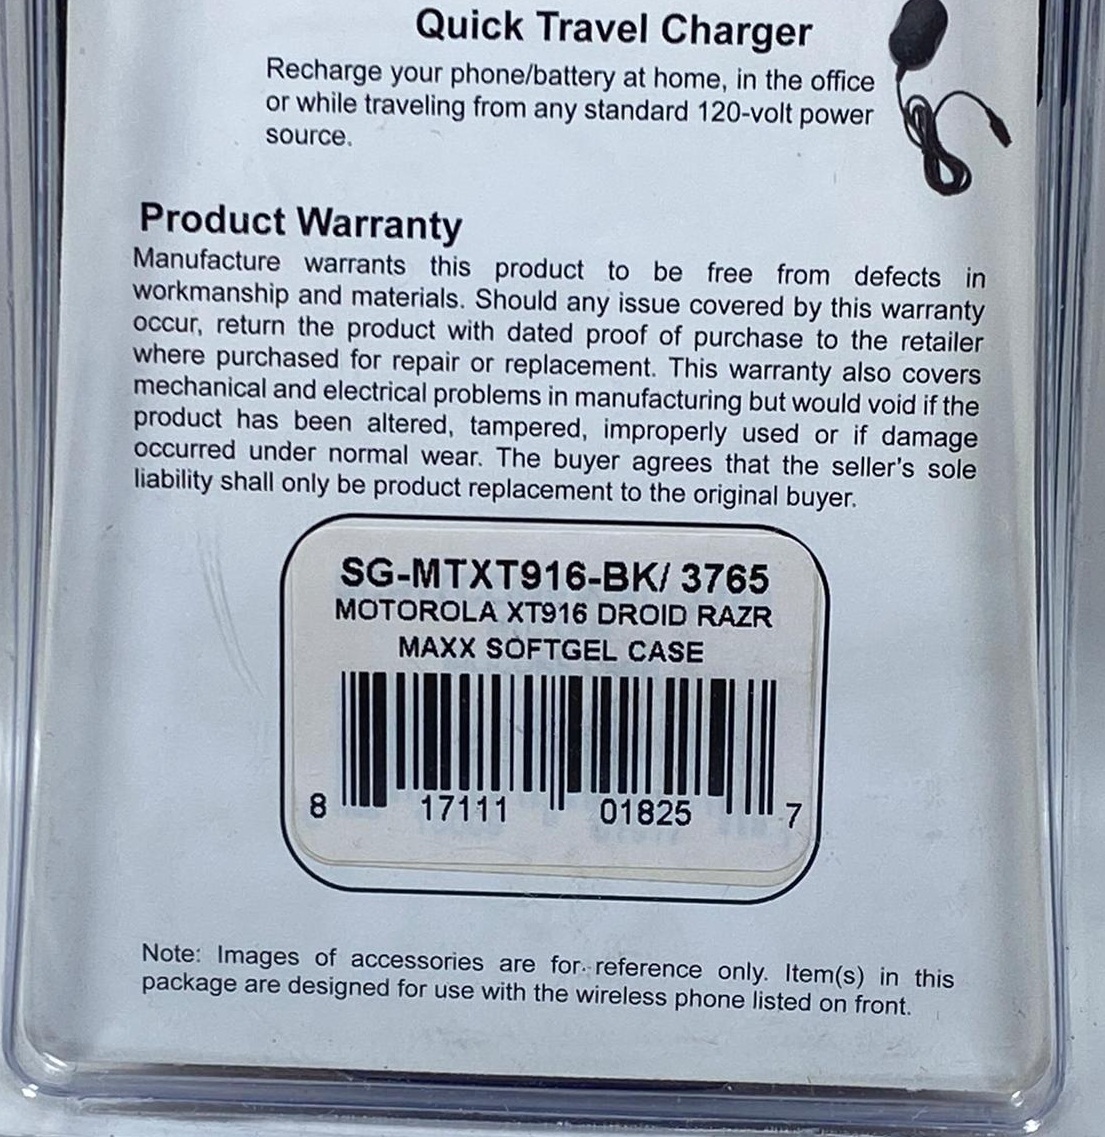 Quick Travel Charger
Recharge your phone/battery at home, in the office
or while traveling from any standard 120-volt power
source.
Product Warranty
Manufacture warrants this product to be free from defects in
workmanship and materials. Should any issue covered by this warranty
occur, return the product with dated proof of purchase to the retailer
where purchased for repair or replacement. This warranty also covers
mechanical and electrical problems in manufacturing but would void if the
product has been altered, tampered, improperly used or if damage
occurred under normal wear. The buyer agrees that the seller's sole
liability shall only be product replacement to the original buyer.
SG-MTXT916-BK/ 3765
MOTOROLA XT916 DROID RAZR
MAXX SOFTGEL CASE
8 17111 01825 7
Note: Images of accessories are for reference only. Item(s) in this
package are designed for use with the wireless phone listed on front.